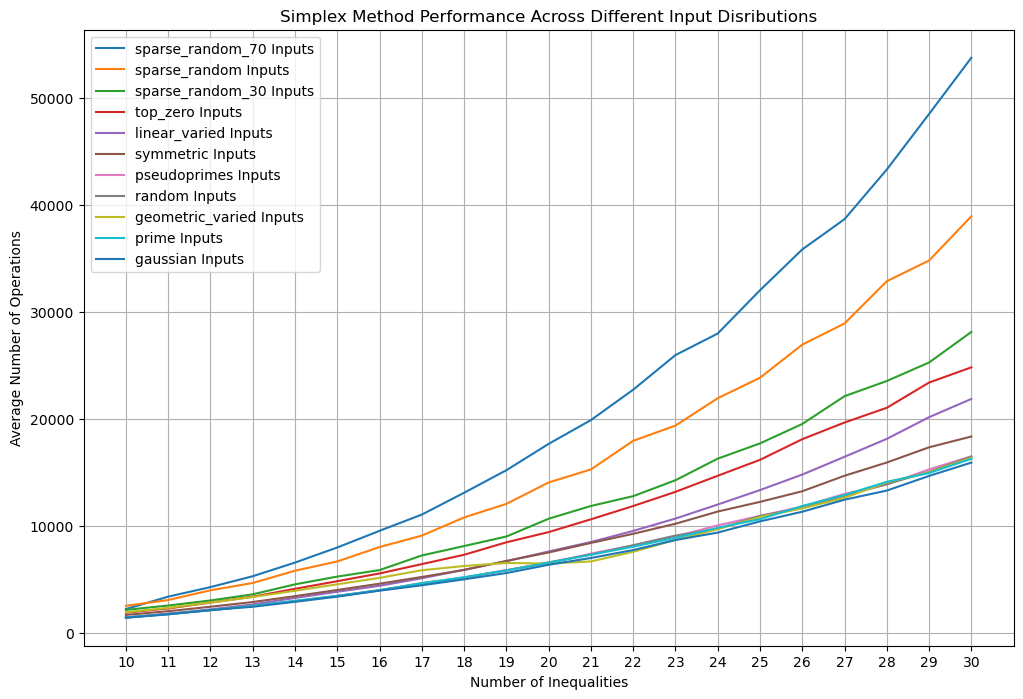 Simplex Method Performance Across Different Input Disributions
sparse_random_70 Inputs
sparse_random Inputs
sparse_random_30 Inputs
top_zero Inputs
linear_varied Inputs
symmetric Inputs
pseudoprimes Inputs
random Inputs
geometric_varied Inputs
prime Inputs
gaussian Inputs
Average Number of Operations
50000
40000
30000
20000
10000
0
10 11 12 13 14 15 16 17 18 19 20 21 22 23 24 25 26 27 28 29 30
Number of Inequalities